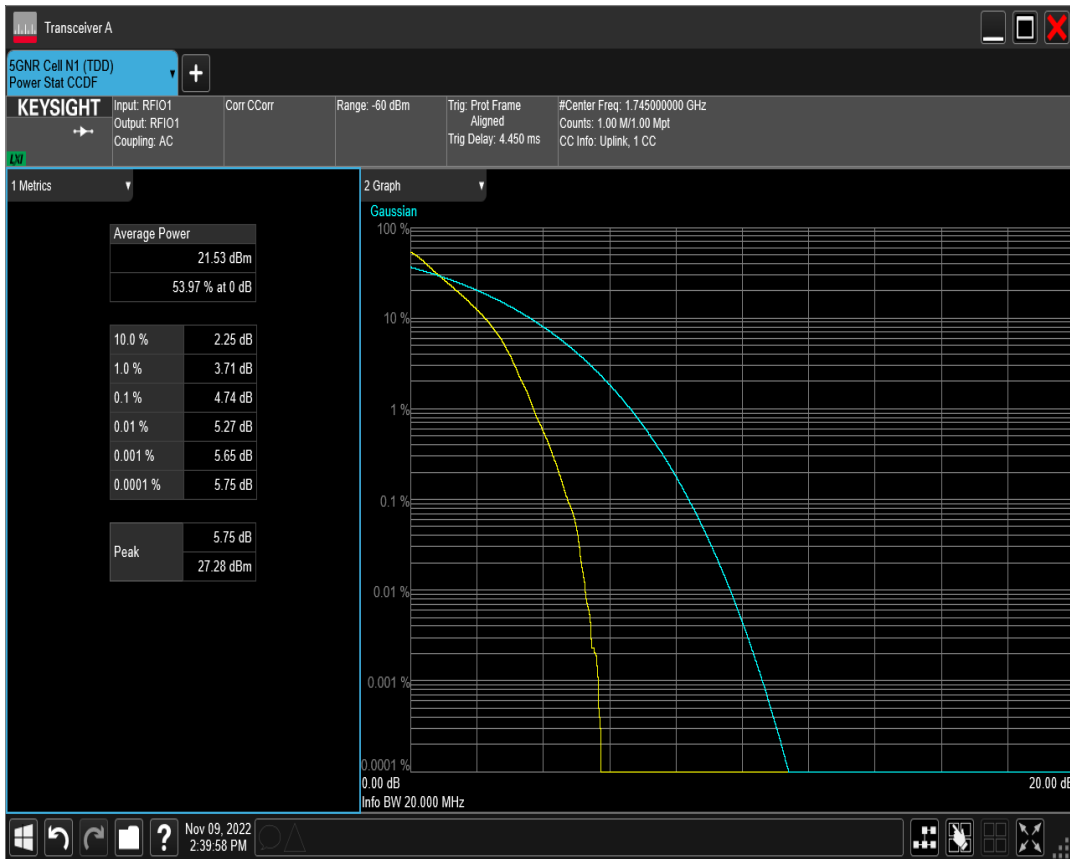 Transceiver A
5GNR Cell N1 (TDD)
Power Stat CCDF
+
KEYSIGHT
LXI
Input: RFIO1
Output: RFIO1
Coupling: AC
Corr CCorr
Range: -60 dBm
Trig: Prot Frame
Aligned
Trig Delay: 4.450 ms
#Center Freq: 1.745000000 GHz
Counts: 1.00 M/1.00 Mpt
CC Info: Uplink, 1 CC
1 Metrics
Average Power
21.53 dBm
53.97 % at 0 dB
10.0 % 2.25 dB
1.0 % 3.71 dB
0.1 % 4.74 dB
0.01 % 5.27 dB
0.001 % 5.65 dB
0.0001 % 5.75 dB
Peak 5.75 dB
27.28 dBm
2 Graph
Gaussian
100 %
10 %
1 %
0.1 %
0.01 %
0.001 %
0.0001 %
0.00 dB 20.00 dB
Info BW 20.000 MHz
?
Nov 09, 2022
2:39:58 PM